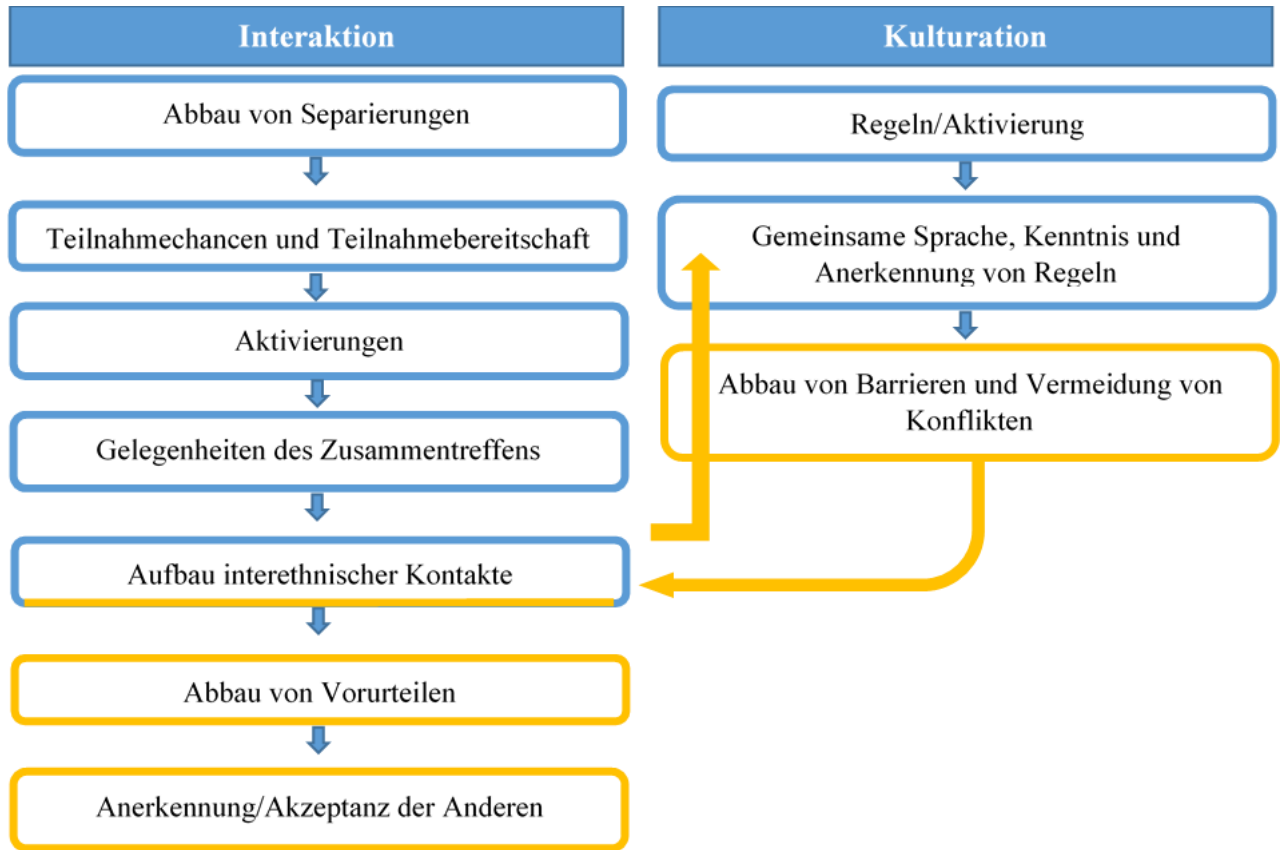 Interaktion
Abbau von Separierungen
Teilnahmechancen und Teilnahmebereitschaft
Aktivierungen
Gelegenheiten des Zusammentreffens
Aufbau interethnischer Kontakte
Abbau von Vorurteilen
Anerkennung/Akzeptanz der Anderen
Kulturation
Regeln/Aktivierung
Gemeinsame Sprache, Kenntnis und
Anerkennung von Regeln
Abbau von Barrieren und Vermeidung von
Konflikten